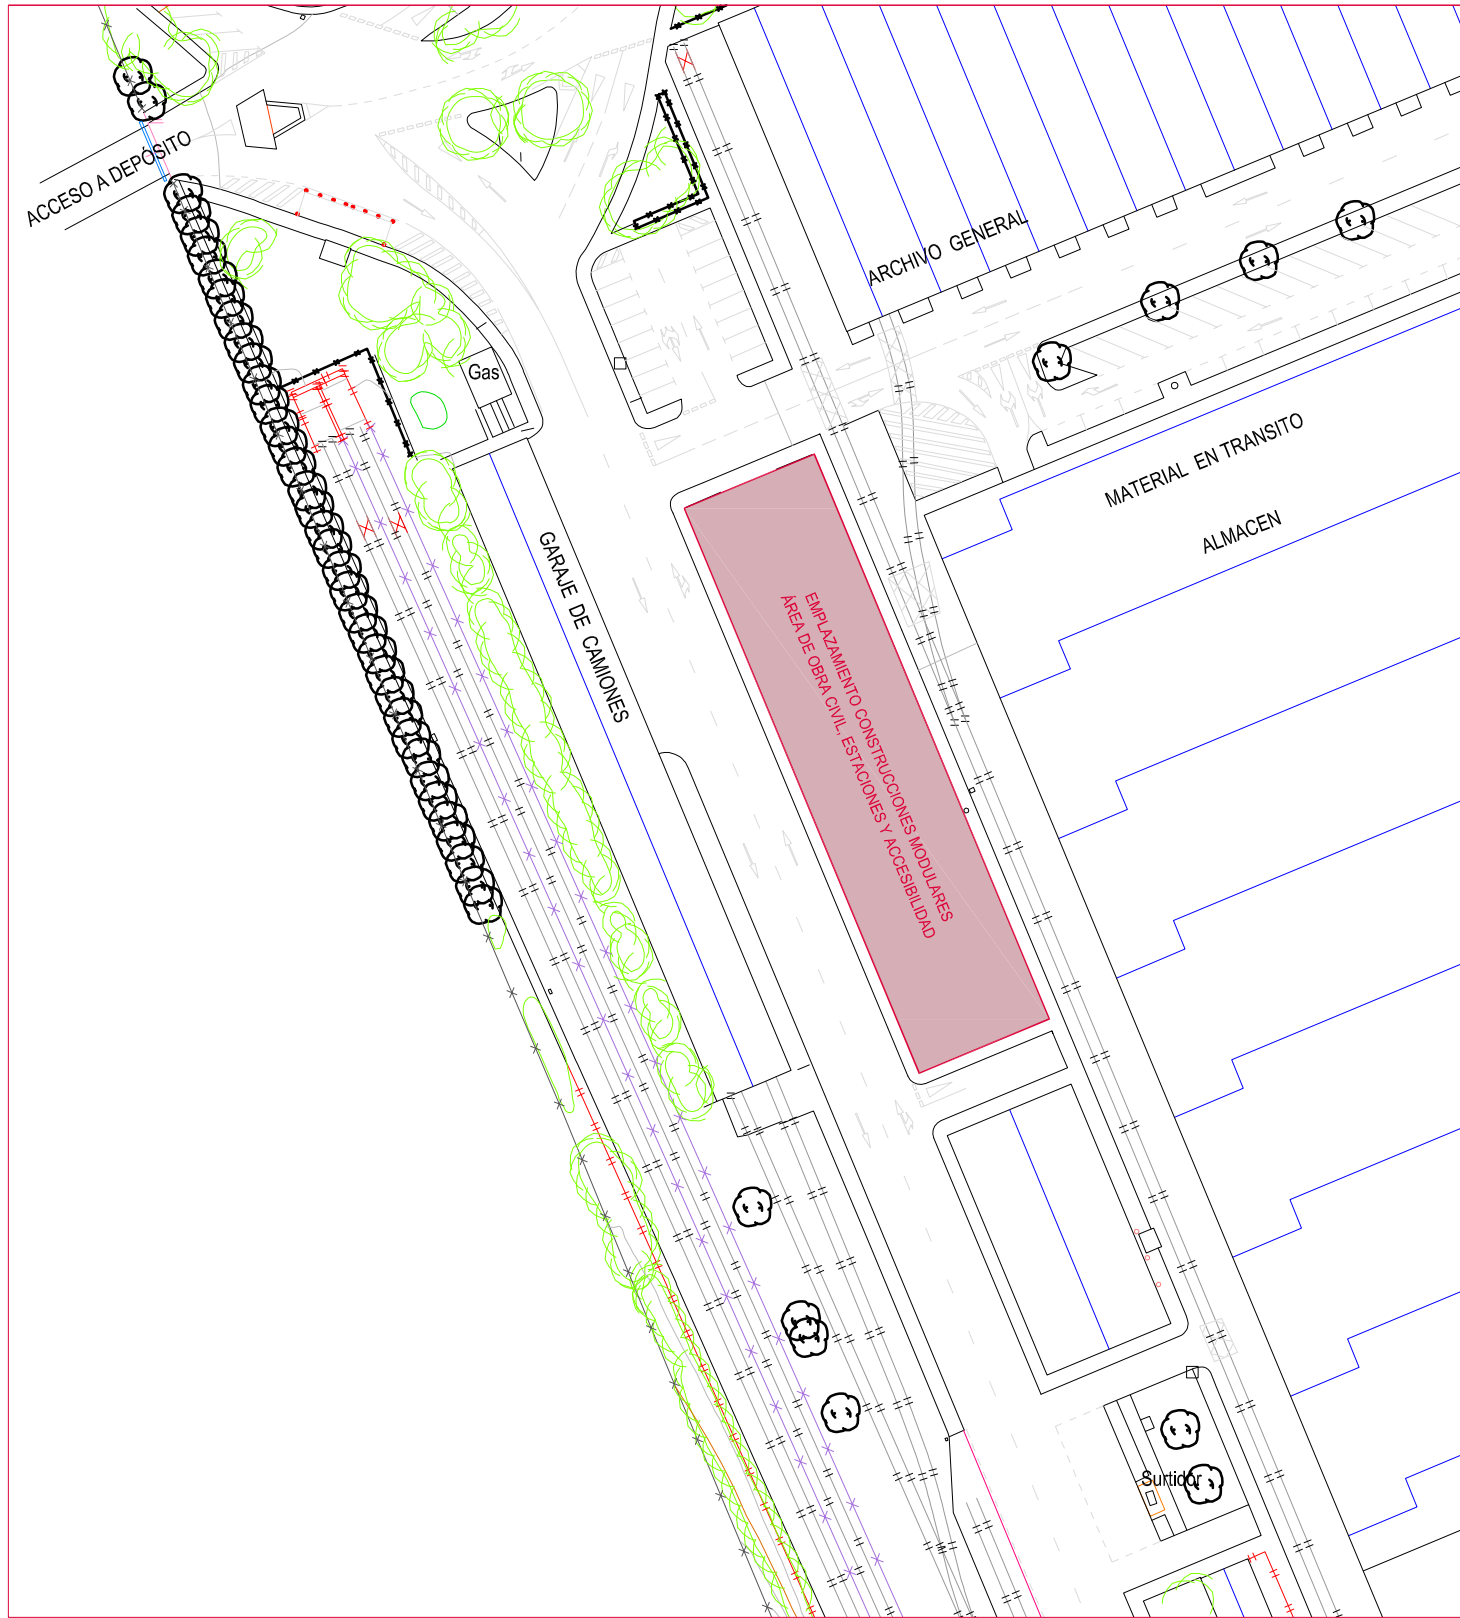 ACCESO A DEPÓSITO
ARCHIVO GENERAL
Gas
MATERIAL EN TRANSITO
ALMACEN
GARAJE DE CAMIONES
EMPLAZAMIENTO CONSTRUCCIONES MODULARES
ÁREA DE OBRA CIVIL, ESTACIONES Y ACCESIBILIDAD
Surtidor